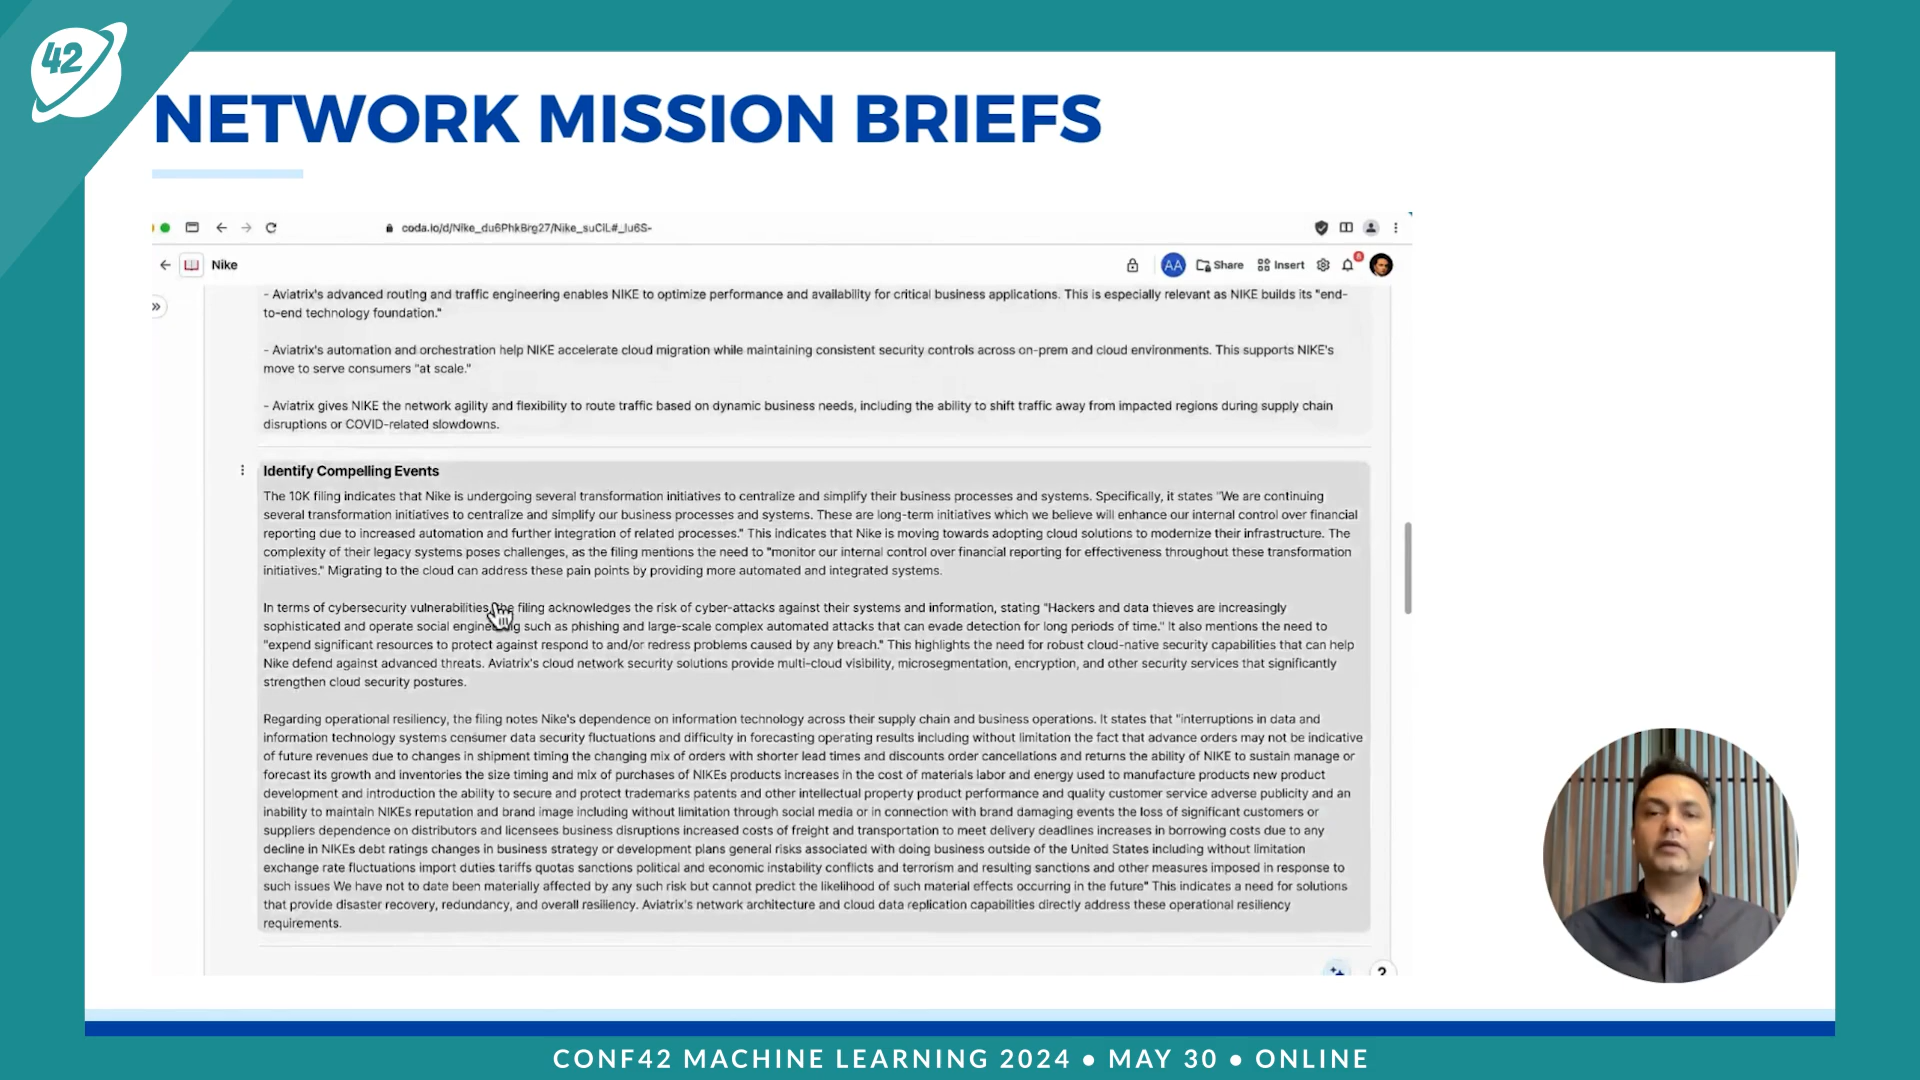 42
NETWORK MISSION BRIEFS
coda.io/d/Nike_du6PhkBrg27/Nike_suCiL#_lu6S-
Nike
AA
Share
Insert
8
- Aviatrix's advanced routing and traffic engineering enables NIKE to optimize performance and availability for critical business applications. This is especially relevant as NIKE builds its "end-
to-end technology foundation."
- Aviatrix's automation and orchestration help NIKE accelerate cloud migration while maintaining consistent security controls across on-prem and cloud environments. This supports NIKE's
move to serve consumers "at scale."
- Aviatrix gives NIKE the network agility and flexibility to route traffic based on dynamic business needs, including the ability to shift traffic away from impacted regions during supply chain
disruptions or COVID-related slowdowns.
Identify Compelling Events
The 10K filing indicates that Nike is undergoing several transformation initiatives to centralize and simplify their business processes and systems. Specifically, it states "We are continuing
several transformation initiatives to centralize and simplify our business processes and systems. These are long-term initiatives which we believe will enhance our internal control over financial
reporting due to increased automation and further integration of related processes." This indicates that Nike is moving towards adopting cloud solutions to modernize their infrastructure. The
complexity of their legacy systems poses challenges, as the filing mentions the need to "monitor our internal control over financial reporting for effectiveness throughout these transformation
initiatives." Migrating to the cloud can address these pain points by providing more automated and integrated systems.
In terms of cybersecurity vulnerabilities, the filing acknowledges the risk of cyber-attacks against their systems and information, stating "Hackers and data thieves are increasingly
sophisticated and operate social engineering such as phishing and large-scale complex automated attacks that can evade detection for long periods of time." It also mentions the need to
"expend significant resources to protect against respond to and/or redress problems caused by any breach." This highlights the need for robust cloud-native security capabilities that can help
Nike defend against advanced threats. Aviatrix's cloud network security solutions provide multi-cloud visibility, microsegmentation, encryption, and other security services that significantly
strengthen cloud security postures.
Regarding operational resiliency, the filing notes Nike's dependence on information technology across their supply chain and business operations. It states that "interruptions in data and
information technology systems consumer data security fluctuations and difficulty in forecasting operating results including without limitation the fact that advance orders may not be indicative
of future revenues due to changes in shipment timing the changing mix of orders with shorter lead times and discounts order cancellations and returns the ability of NIKE to sustain manage or
forecast its growth and inventories the size timing and mix of purchases of NIKEs products increases in the cost of materials labor and energy used to manufacture products new product
development and introduction the ability to secure and protect trademarks patents and other intellectual property product performance and quality customer service adverse publicity and an
inability to maintain NIKEs reputation and brand image including without limitation through social media or in connection with brand damaging events the loss of significant customers or
suppliers dependence on distributors and licensees business disruptions increased costs of freight and transportation to meet delivery deadlines increases in borrowing costs due to any
decline in NIKEs debt ratings changes in business strategy or development plans general risks associated with doing business outside of the United States including without limitation
exchange rate fluctuations import duties tariffs quotas sanctions political and economic instability conflicts and terrorism and resulting sanctions and other measures imposed in response to
such issues We have not to date been materially affected by any such risk but cannot predict the likelihood of such material effects occurring in the future" This indicates a need for solutions
that provide disaster recovery, redundancy, and overall resiliency. Aviatrix's network architecture and cloud data replication capabilities directly address these operational resiliency
requirements.
?
CONF42 MACHINE LEARNING 2024 ● MAY 30 ● ONLINE